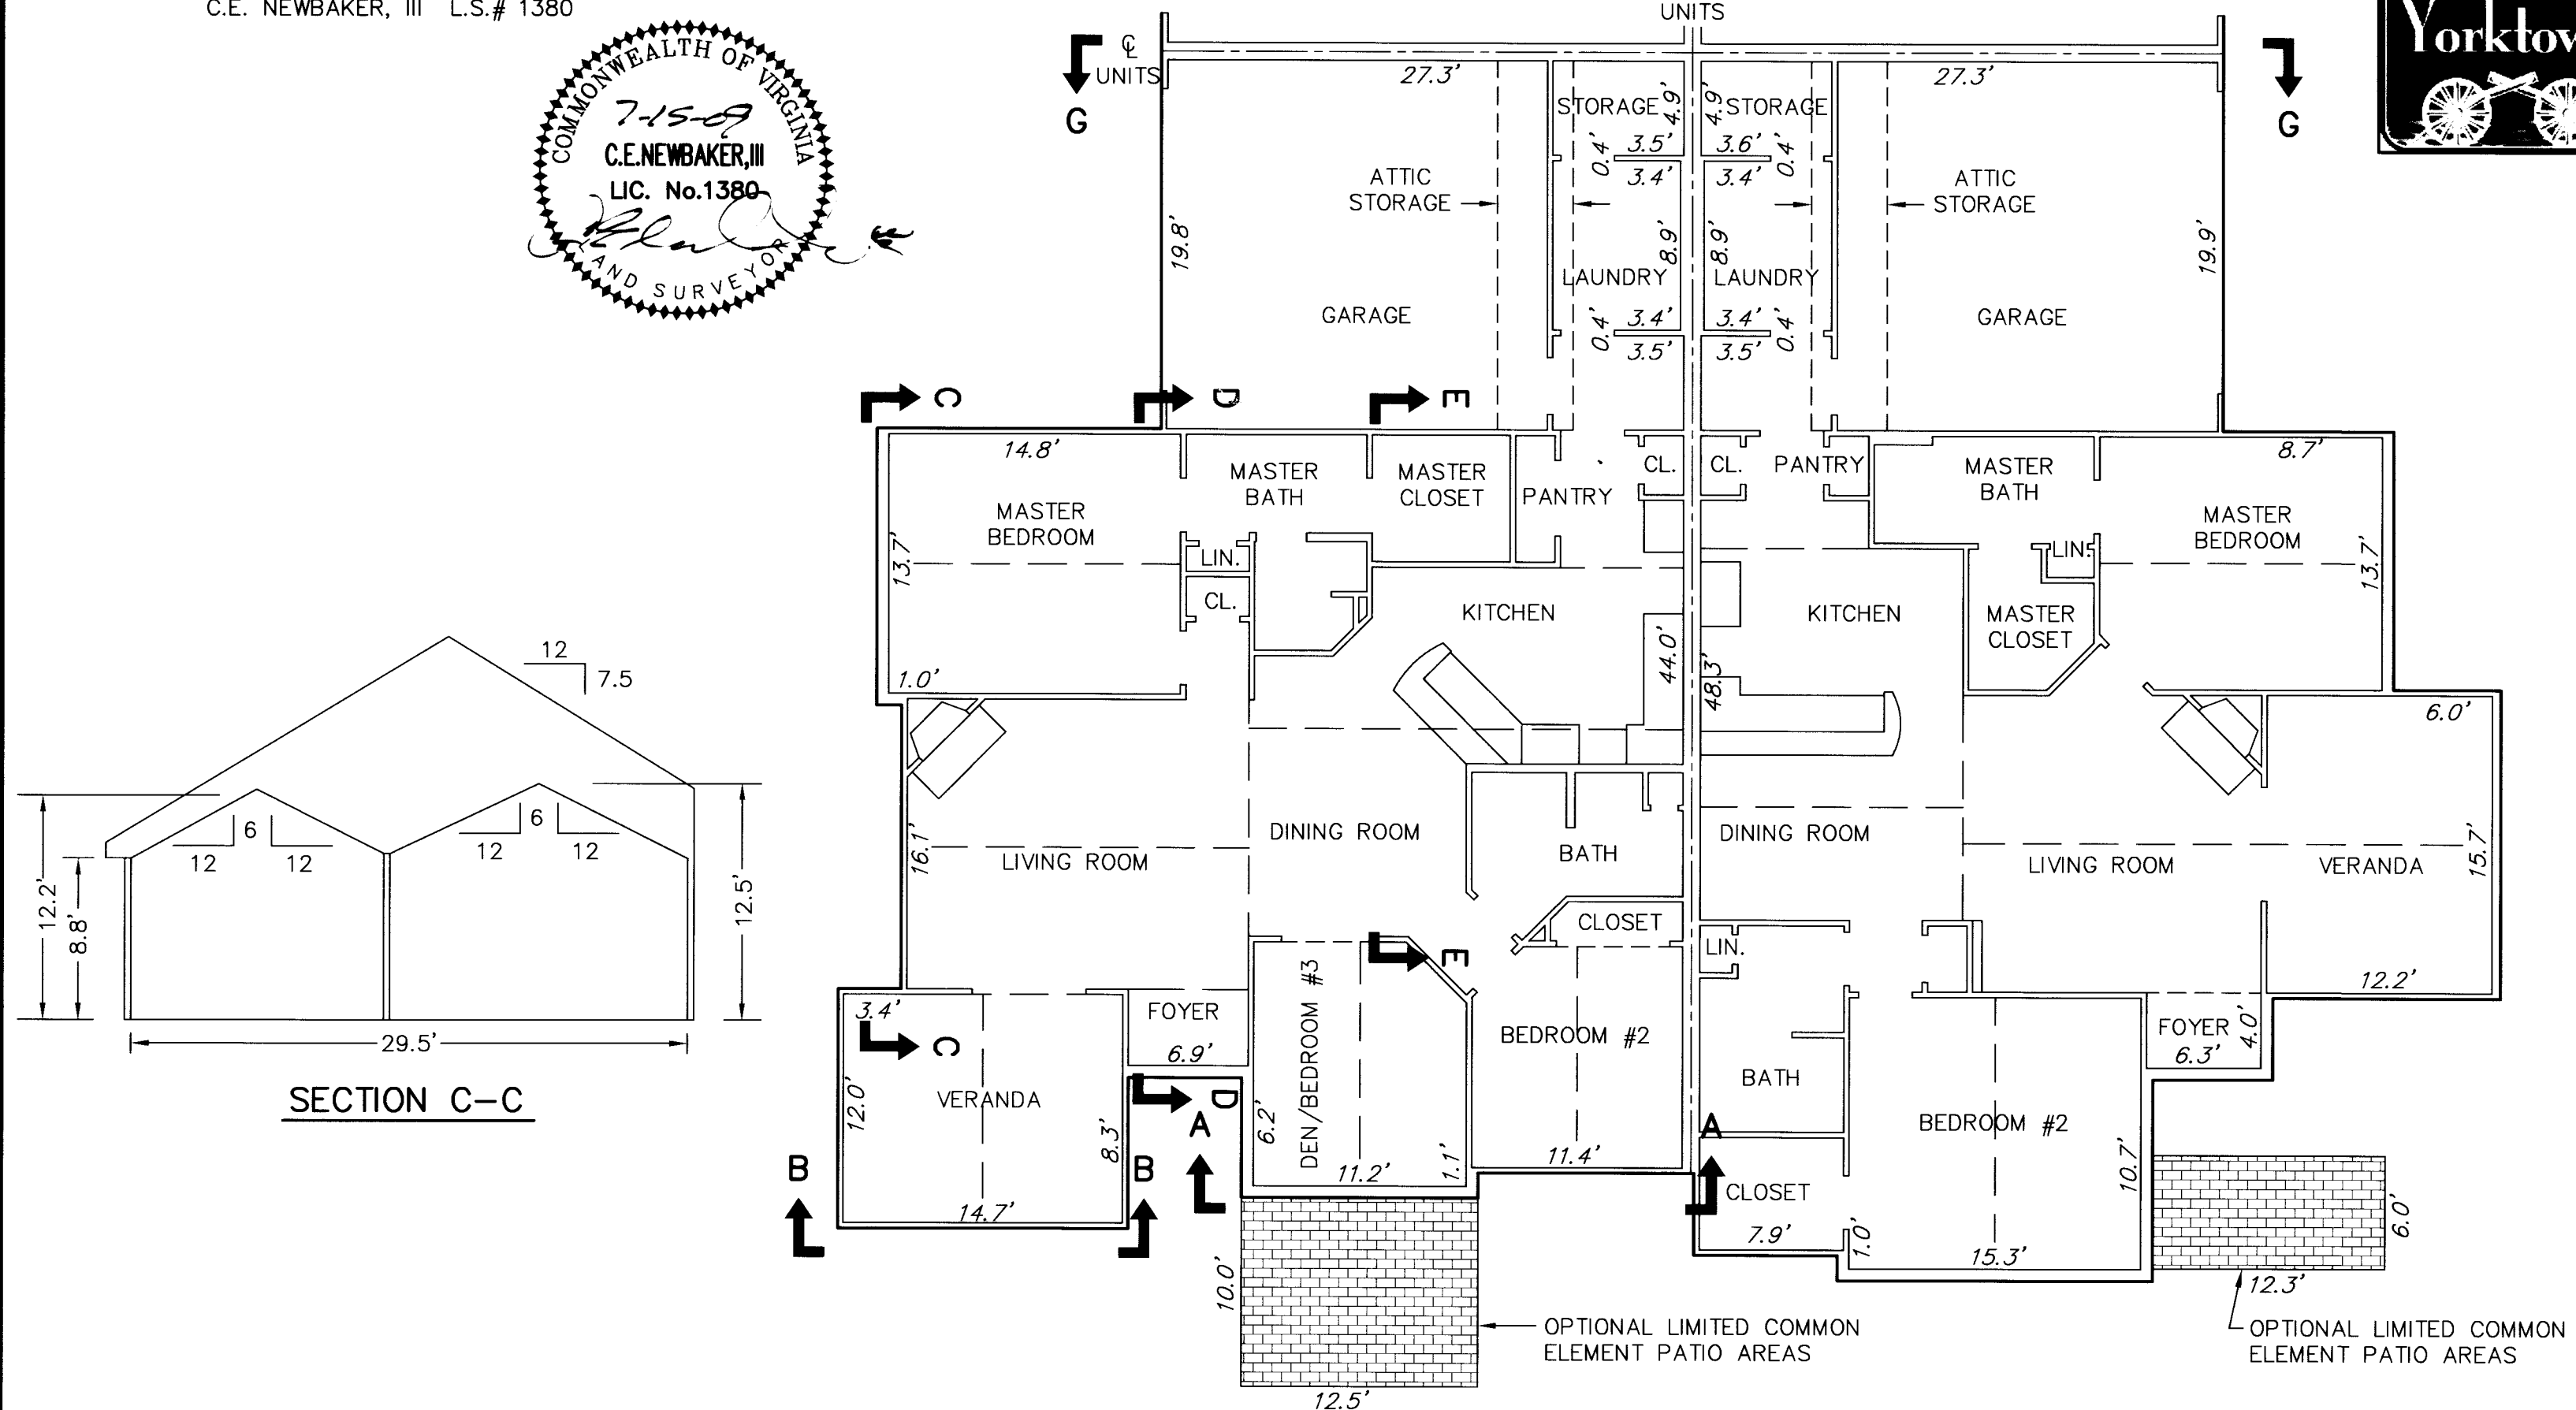 C.E. NEWBAKER, III L.S.# 1380
COMMONWEALTH OF VIRGINIA
7-15-09
C.E.NEWBAKER,III
LIC. No.1380
LAND SURVEYOR
UNITS
℄
UNITS
G
G
27.3'
27.3'
STORAGE
4.9'
4.9'
STORAGE
3.5'
3.6'
0.4'
3.4'
3.4'
0.4'
ATTIC
STORAGE
ATTIC
STORAGE
19.8'
8.9'
8.9'
19.9'
LAUNDRY
LAUNDRY
GARAGE
GARAGE
0.4'
3.4'
3.4'
0.4'
3.5'
3.5'
C
D
E
14.8'
MASTER
BATH
MASTER
CLOSET
PANTRY
CL.
CL.
PANTRY
MASTER
BATH
8.7'
MASTER
BEDROOM
MASTER
BEDROOM
13.7'
LIN.
CL.
LIN.
13.7'
KITCHEN
KITCHEN
MASTER
CLOSET
44.0'
48.3'
1.0'
6.0'
12
7.5
6
12
12
6
12
12
12.2'
8.8'
12.5'
29.5'
SECTION C-C
16.1'
LIVING ROOM
DINING ROOM
BATH
DINING ROOM
LIVING ROOM
VERANDA
15.7'
CLOSET
LIN.
E
DEN/BEDROOM #3
12.2'
3.4'
C
FOYER
6.9'
BEDROOM #2
FOYER
6.3'
4.0'
12.0'
VERANDA
8.3'
D
A
6.2'
BATH
A
BEDROOM #2
B
B
11.2'
1.1'
11.4'
14.7'
CLOSET
7.9'
1.0'
10.7'
15.3'
6.0'
12.3'
10.0'
12.5'
OPTIONAL LIMITED COMMON
ELEMENT PATIO AREAS
OPTIONAL LIMITED COMMON
ELEMENT PATIO AREAS